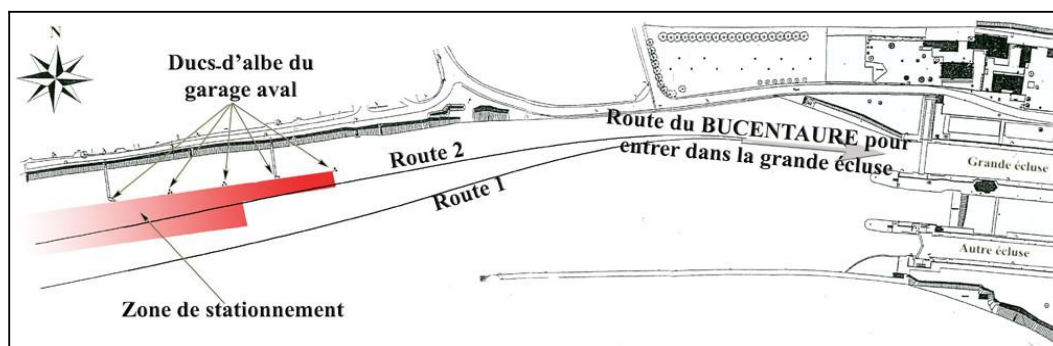 N
Ducs-d'albe du
garage aval
Route 2
Route 1
Route du BUCENTAURE pour
entrer dans la grande écluse
Grande écluse
Autre écluse
Zone de stationnement